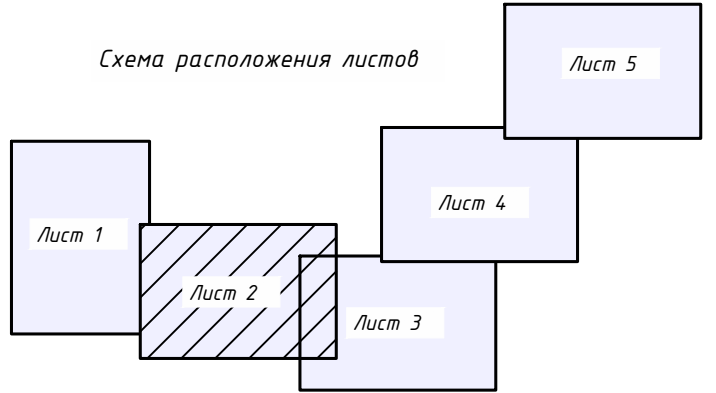 Схема расположения листов
Лист 5
Лист 4
Лист 1
Лист 2
Лист 3